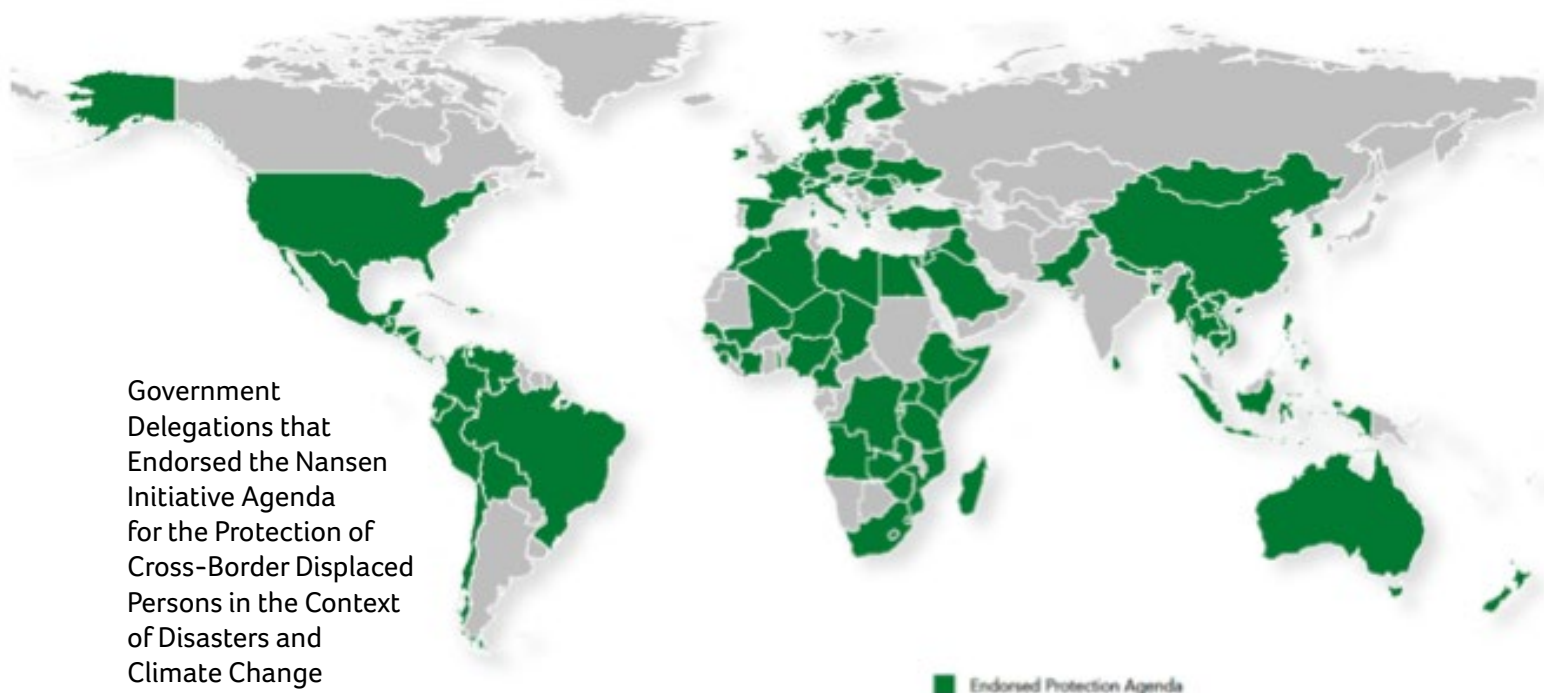 Government
Delegations that
Endorsed the Nansen
Initiative Agenda
for the Protection of
Cross-Border Displaced
Persons in the Context
of Disasters and
Climate Change
Endorsed Protection Agenda